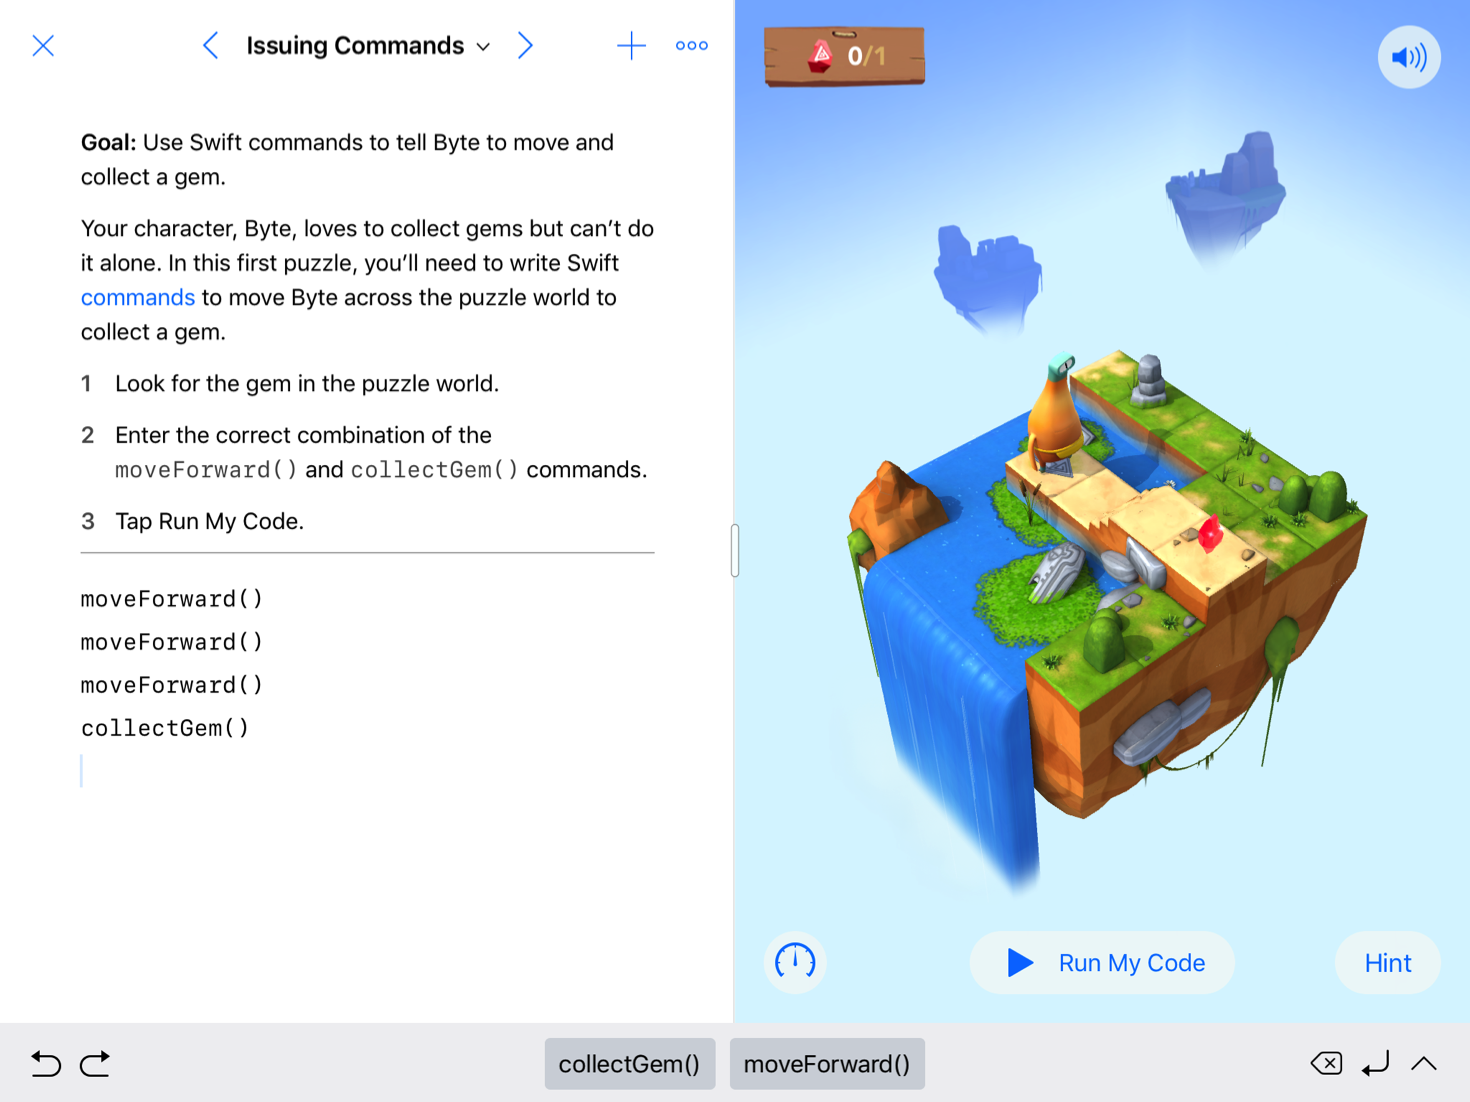 Issuing Commands
0/1
Goal: Use Swift commands to tell Byte to move and
collect a gem.
Your character, Byte, loves to collect gems but can’t do
it alone. In this first puzzle, you’ll need to write Swift
commands to move Byte across the puzzle world to
collect a gem.
1 Look for the gem in the puzzle world.
2 Enter the correct combination of the
moveForward() and collectGem() commands.
3 Tap Run My Code.
moveForward()
moveForward()
moveForward()
collectGem()
Run My Code
Hint
collectGem()
moveForward()